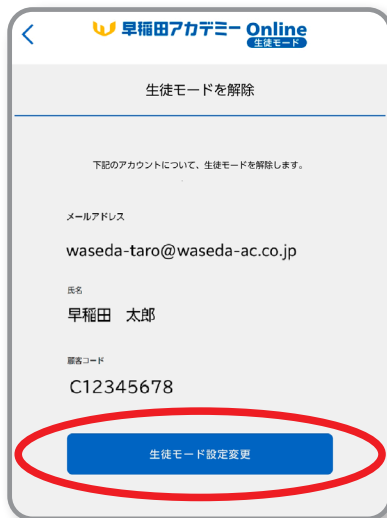 早稲田アカデミー Online
生徒モード
生徒モードを解除
下記のアカウントについて、生徒モードを解除します。
メールアドレス
waseda-taro@waseda-ac.co.jp
氏名
早稲田　太郎
顧客コード
C12345678
生徒モード設定変更